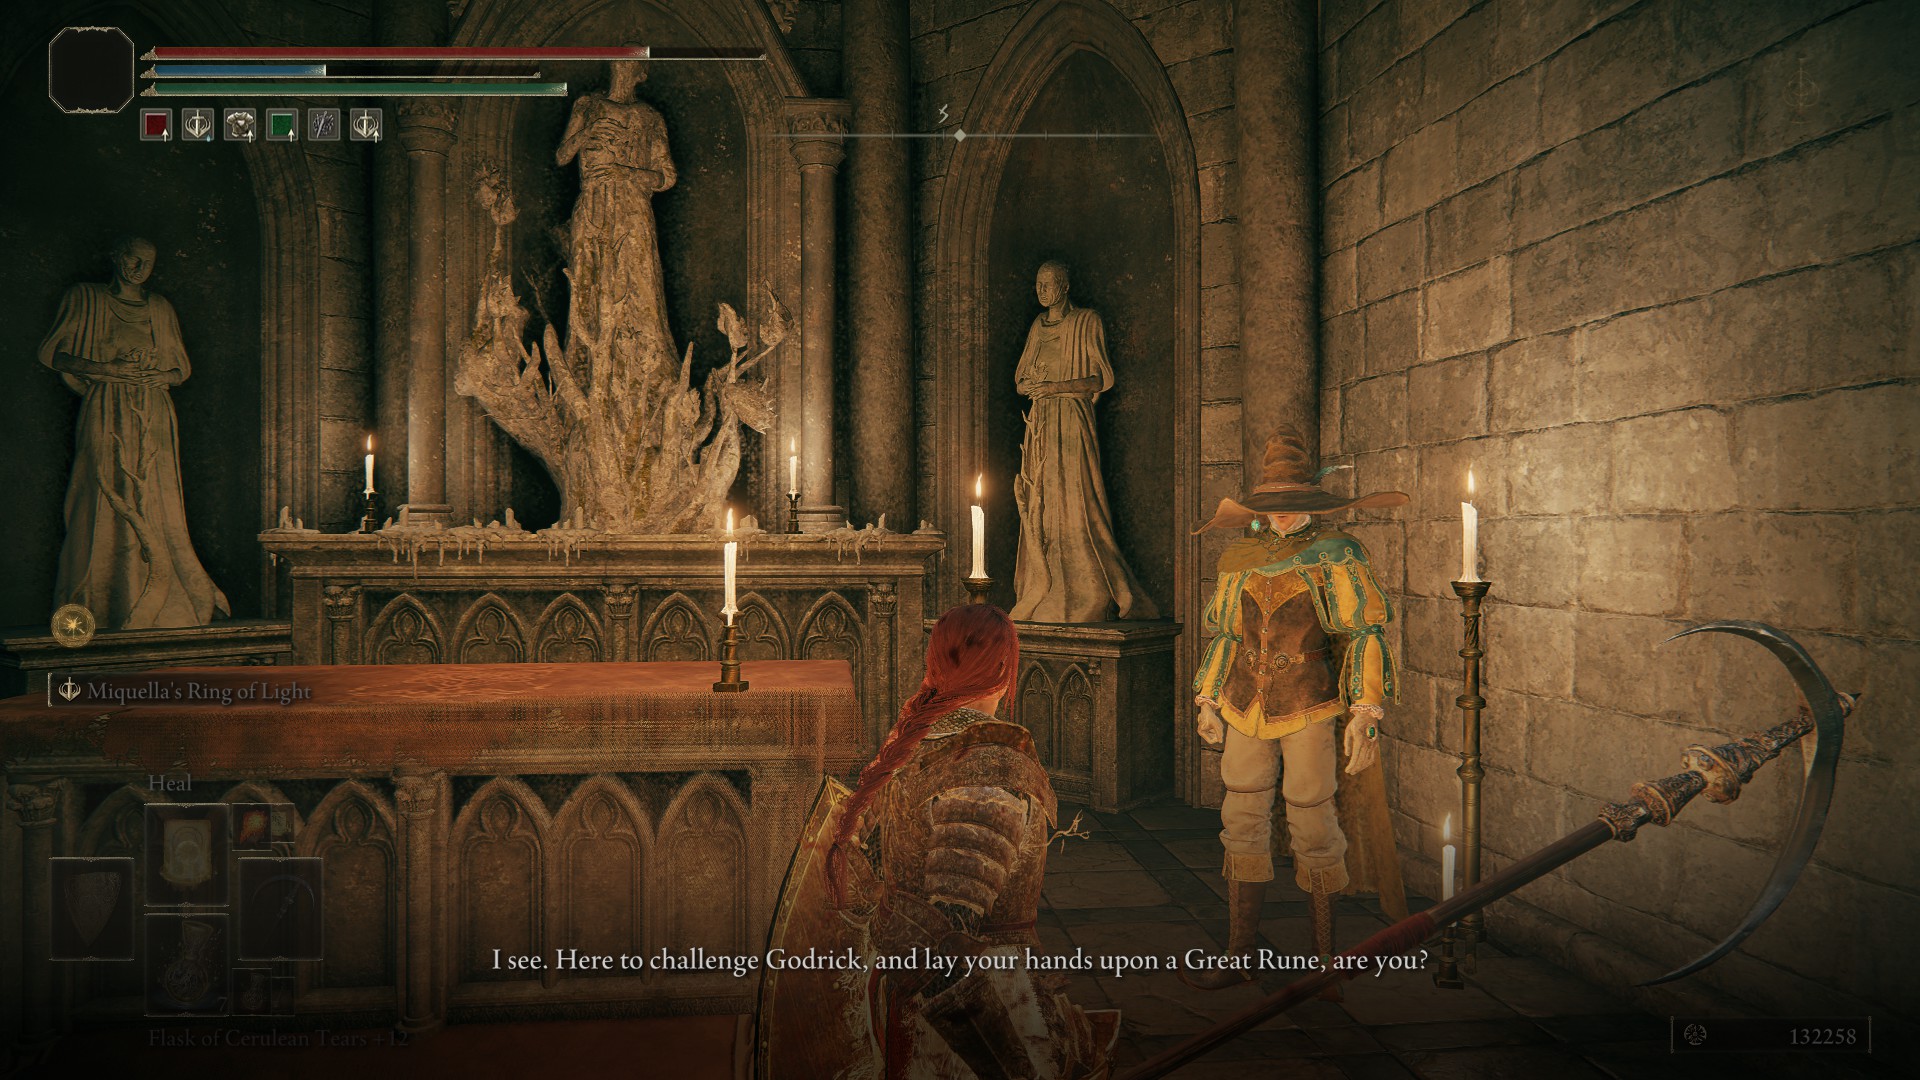 Miquella's Ring of Light
Heal
7
I see. Here to challenge Godrick, and lay your hands upon a Great Rune, are you?
Flask of Cerulean Tears +12
132258